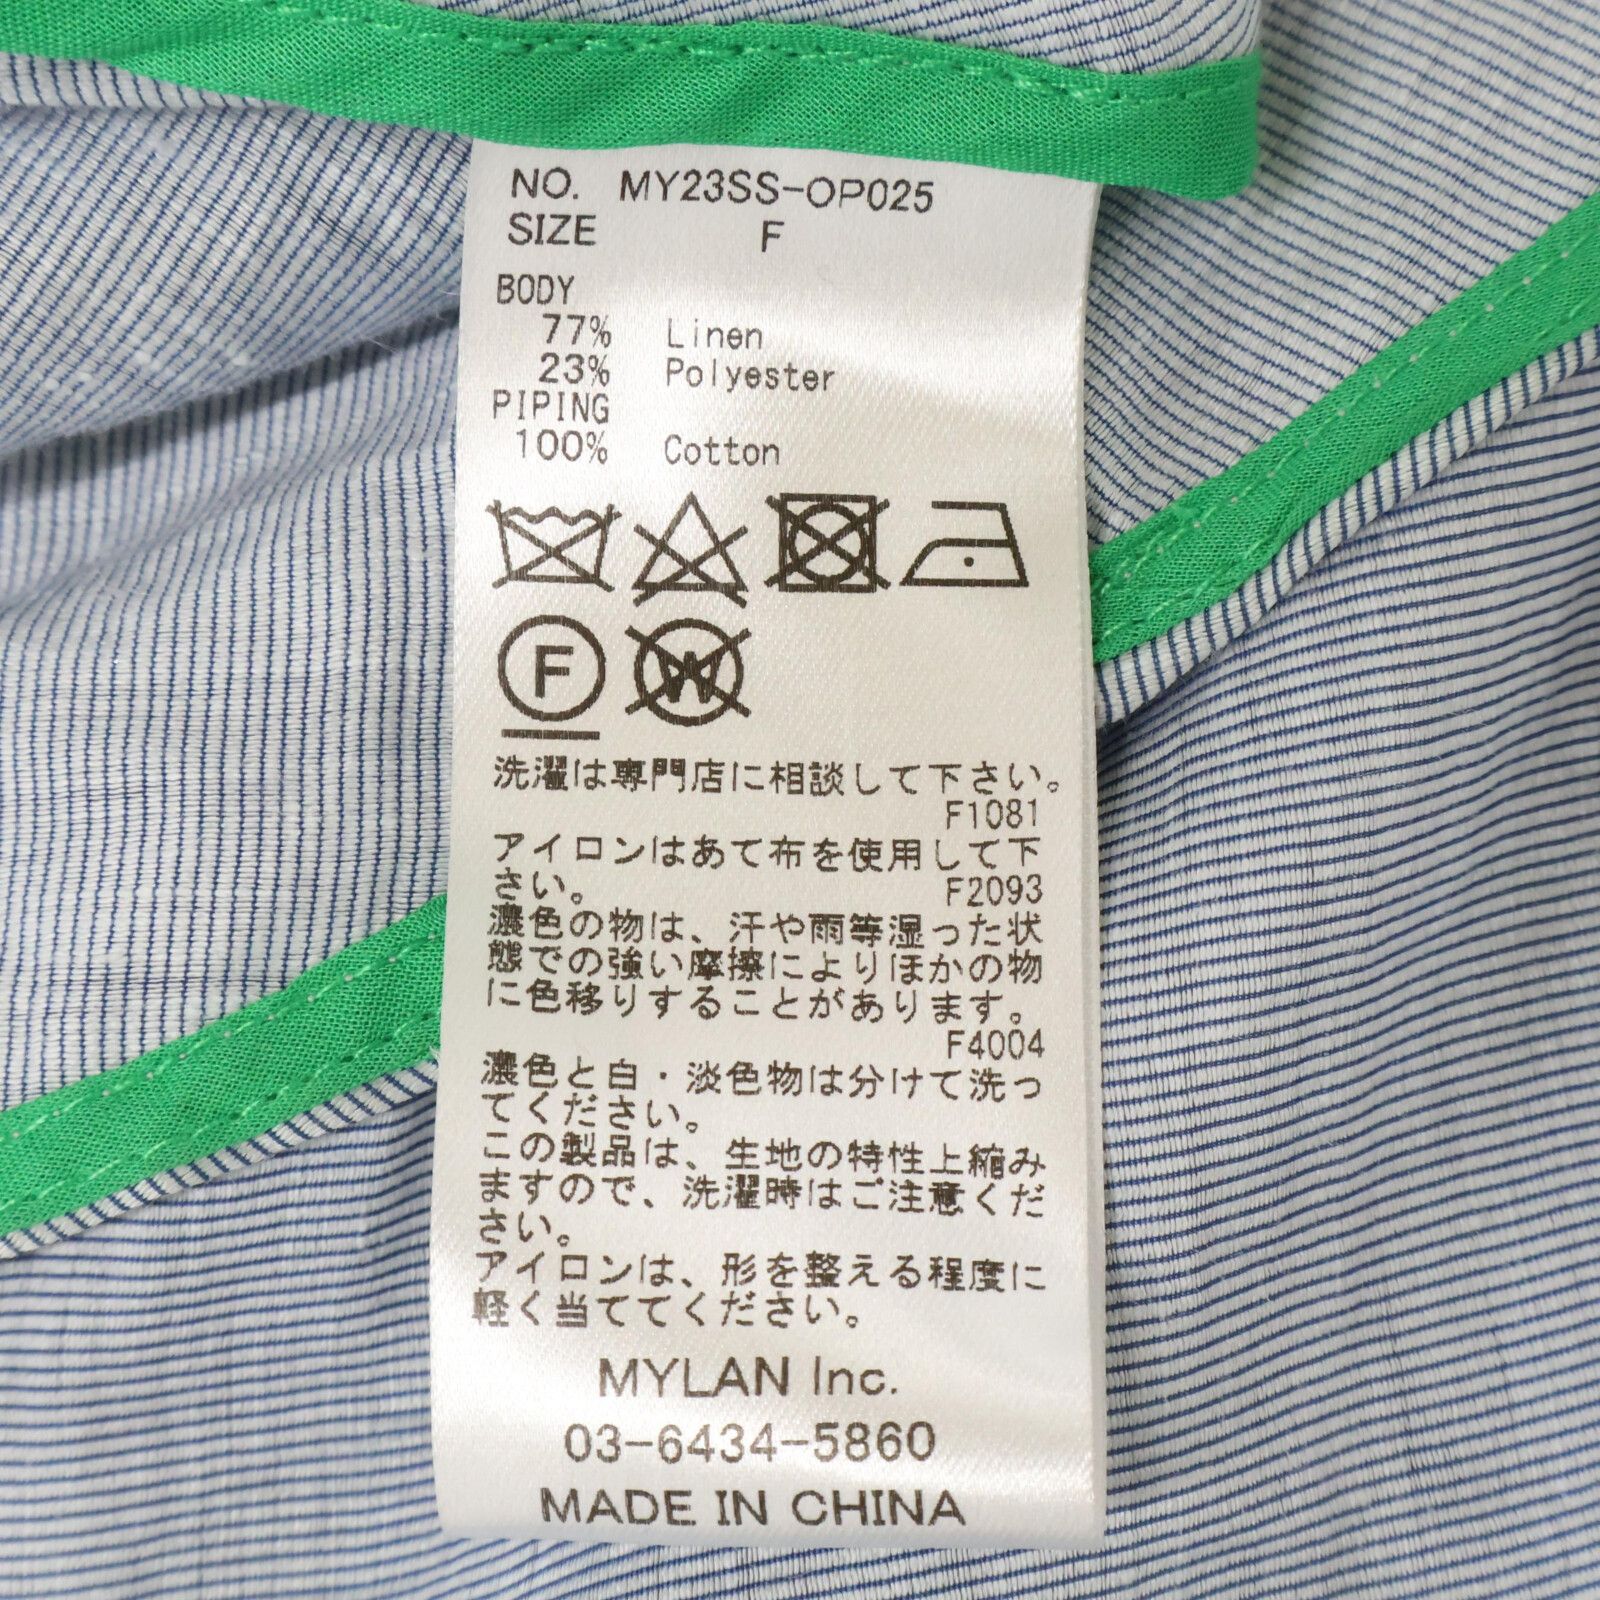 NO. MY23SS-OP025
SIZE F
BODY
77% Linen
23% Polyester
PIPING
100% Cotton
F W
洗濯は専門店に相談して下さい。
F1081
アイロンはあて布を使用して下
さい。 F2093
濃色の物は、汗や雨等湿った状
態での強い摩擦によりほかの物
に色移りすることがあります。
F4004
濃色と白・淡色物は分けて洗っ
てください。
この製品は、生地の特性上縮み
ますので、洗濯時はご注意くだ
さい。
アイロンは、形を整える程度に
軽く当ててください。
MYLAN Inc.
03-6434-5860
MADE IN CHINA